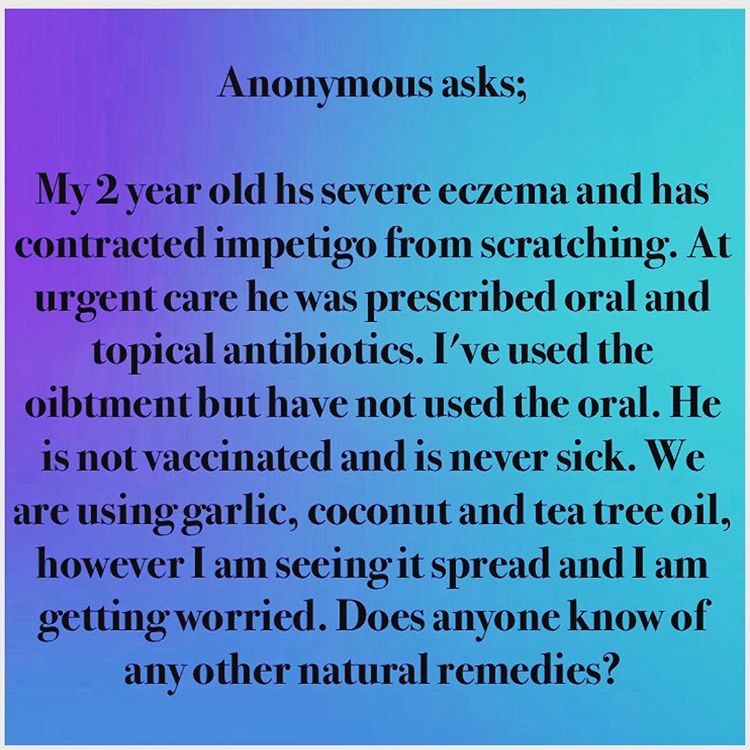 Anonymous asks;
My 2 year old hs severe eczema and has
contracted impetigo from scratching. At
urgent care he was prescribed oral and
topical antibiotics. I've used the
oibtment but have not used the oral. He
is not vaccinated and is never sick. We
are using garlic, coconut and tea tree oil,
however I am seeing it spread and I am
getting worried. Does anyone know of
any other natural remedies?